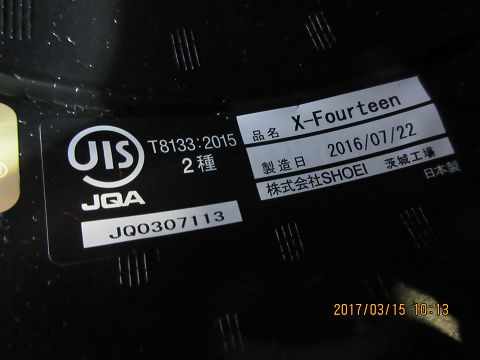 JIS
JQA
T8133:2015
2種
JQ0307113
品名 X-Fourteen
製造日 2016/07/22
株式会社SHOEI 茨城工場
日本製
®
2017/03/15 10:13